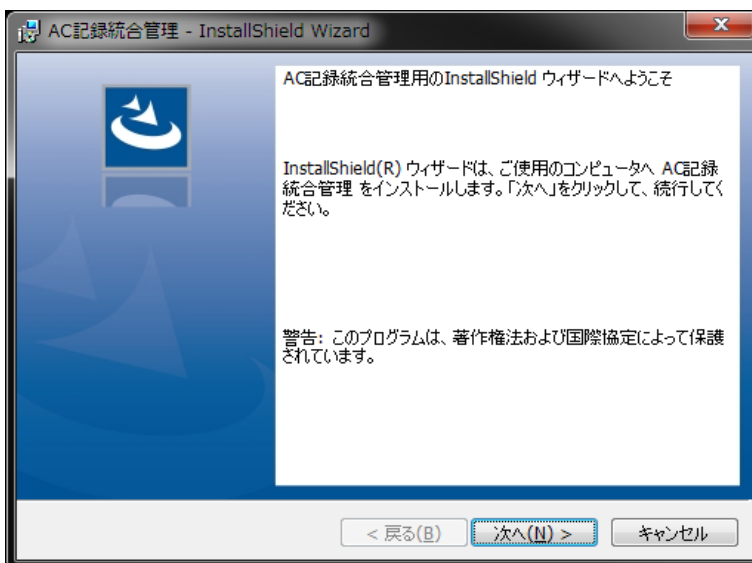 AC記録統合管理 - InstallShield Wizard
AC記録統合管理用のInstallShield ウィザードへようこそ
InstallShield(R) ウィザードは、ご使用のコンピュータへ AC記録
統合管理 をインストールします。「次へ」をクリックして、続行してく
ださい。
警告: このプログラムは、著作権法および国際協定によって保護
されています。
< 戻る(B)
次へ(N) >
キャンセル